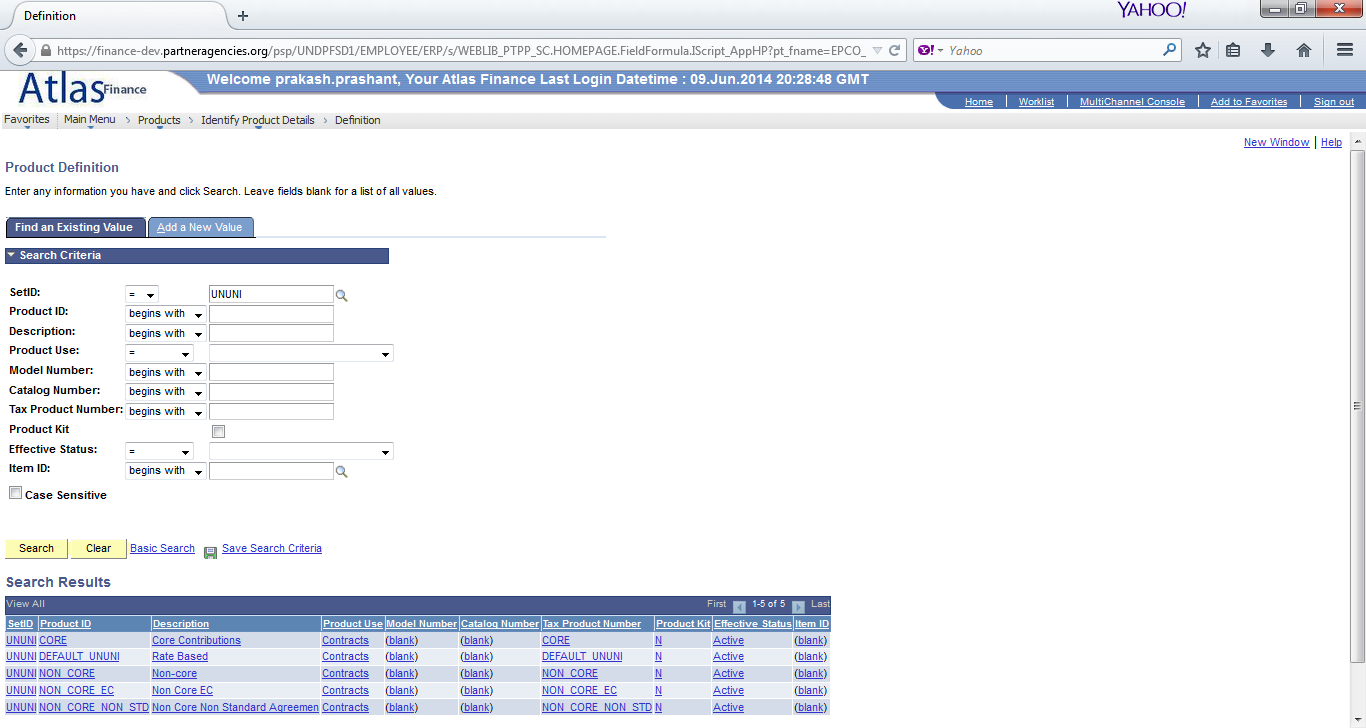 Definition
YAHOO!
https://finance-dev.partneragencies.org/psp/UNDPFSD1/EMPLOYEE/ERP/s/WEBLIB_PTPP_SC.HOMEPAGE.FieldFormula.IScript_AppHP?pt_fname=EPCO_ Yahoo
Atlas Finance Welcome prakash.prashant, Your Atlas Finance Last Login Datetime : 09.Jun.2014 20:28:48 GMT
Home Worklist MultiChannel Console Add to Favorites Sign out
Favorites Main Menu > Products > Identify Product Details > Definition
New Window | Help
Product Definition
Enter any information you have and click Search. Leave fields blank for a list of all values.
Find an Existing Value Add a New Value
Search Criteria
SetID: = UNUNI
Product ID: begins with
Description: begins with
Product Use: =
Model Number: begins with
Catalog Number: begins with
Tax Product Number: begins with
Product Kit
Effective Status: =
Item ID: begins with
Case Sensitive
Search Clear Basic Search Save Search Criteria
Search Results
View All First 1-5 of 5 Last
SetID Product ID Description Product Use Model Number Catalog Number Tax Product Number Product Kit Effective Status Item ID
UNUNI CORE Core Contributions Contracts (blank) (blank) CORE N Active (blank)
UNUNI DEFAULT_UNUNI Rate Based Contracts (blank) (blank) DEFAULT_UNUNI N Active (blank)
UNUNI NON_CORE Non-core Contracts (blank) (blank) NON_CORE N Active (blank)
UNUNI NON_CORE_EC Non Core EC Contracts (blank) (blank) NON_CORE_EC N Active (blank)
UNUNI NON_CORE_NON_STD Non Core Non Standard Agreemen Contracts (blank) (blank) NON_CORE_NON_STD N Active (blank)